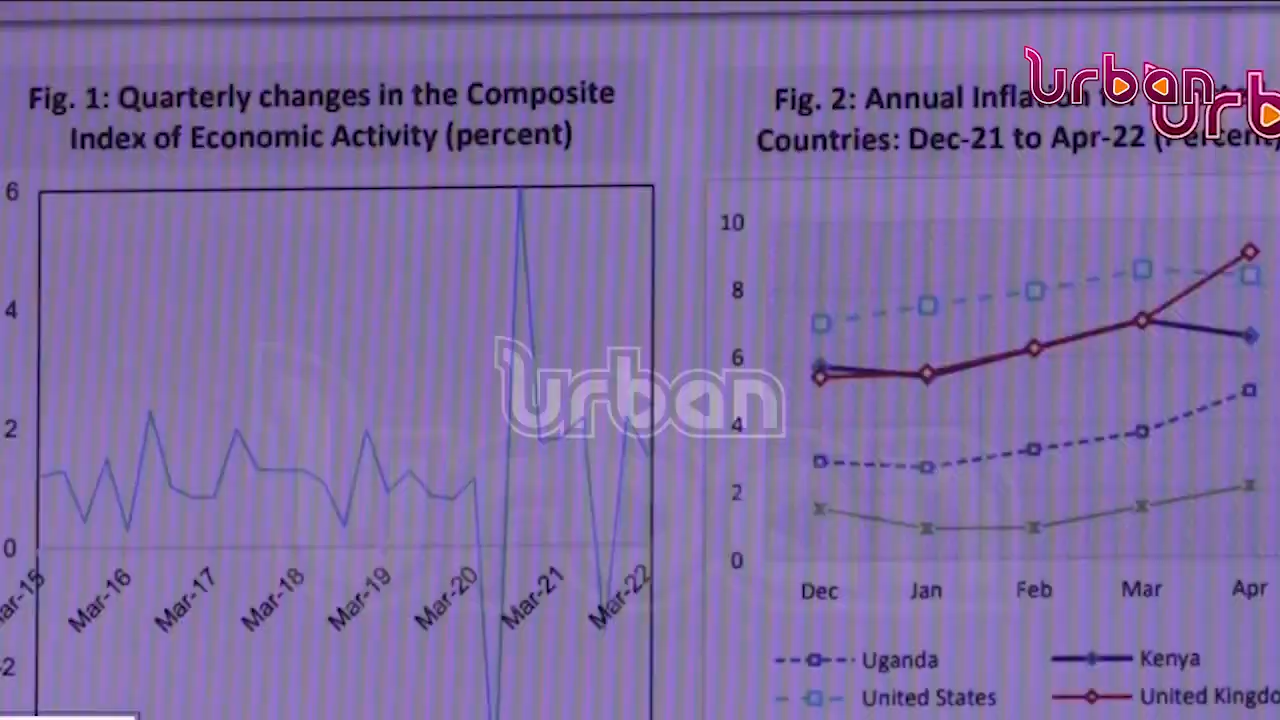 Fig. 1: Quarterly changes in the Composite
Index of Economic Activity (percent)
6
4
2
0
-2
Mar-16
Mar-17
Mar-18
Mar-19
Mar-20
Mar-21
Mar-22
Fig. 2: Annual
Countries: Dec-21 to Apr-22
10
8
6
4
2
0
Dec
Jan
Feb
Mar
Apr
Uganda
Kenya
United States
United
urban
urban